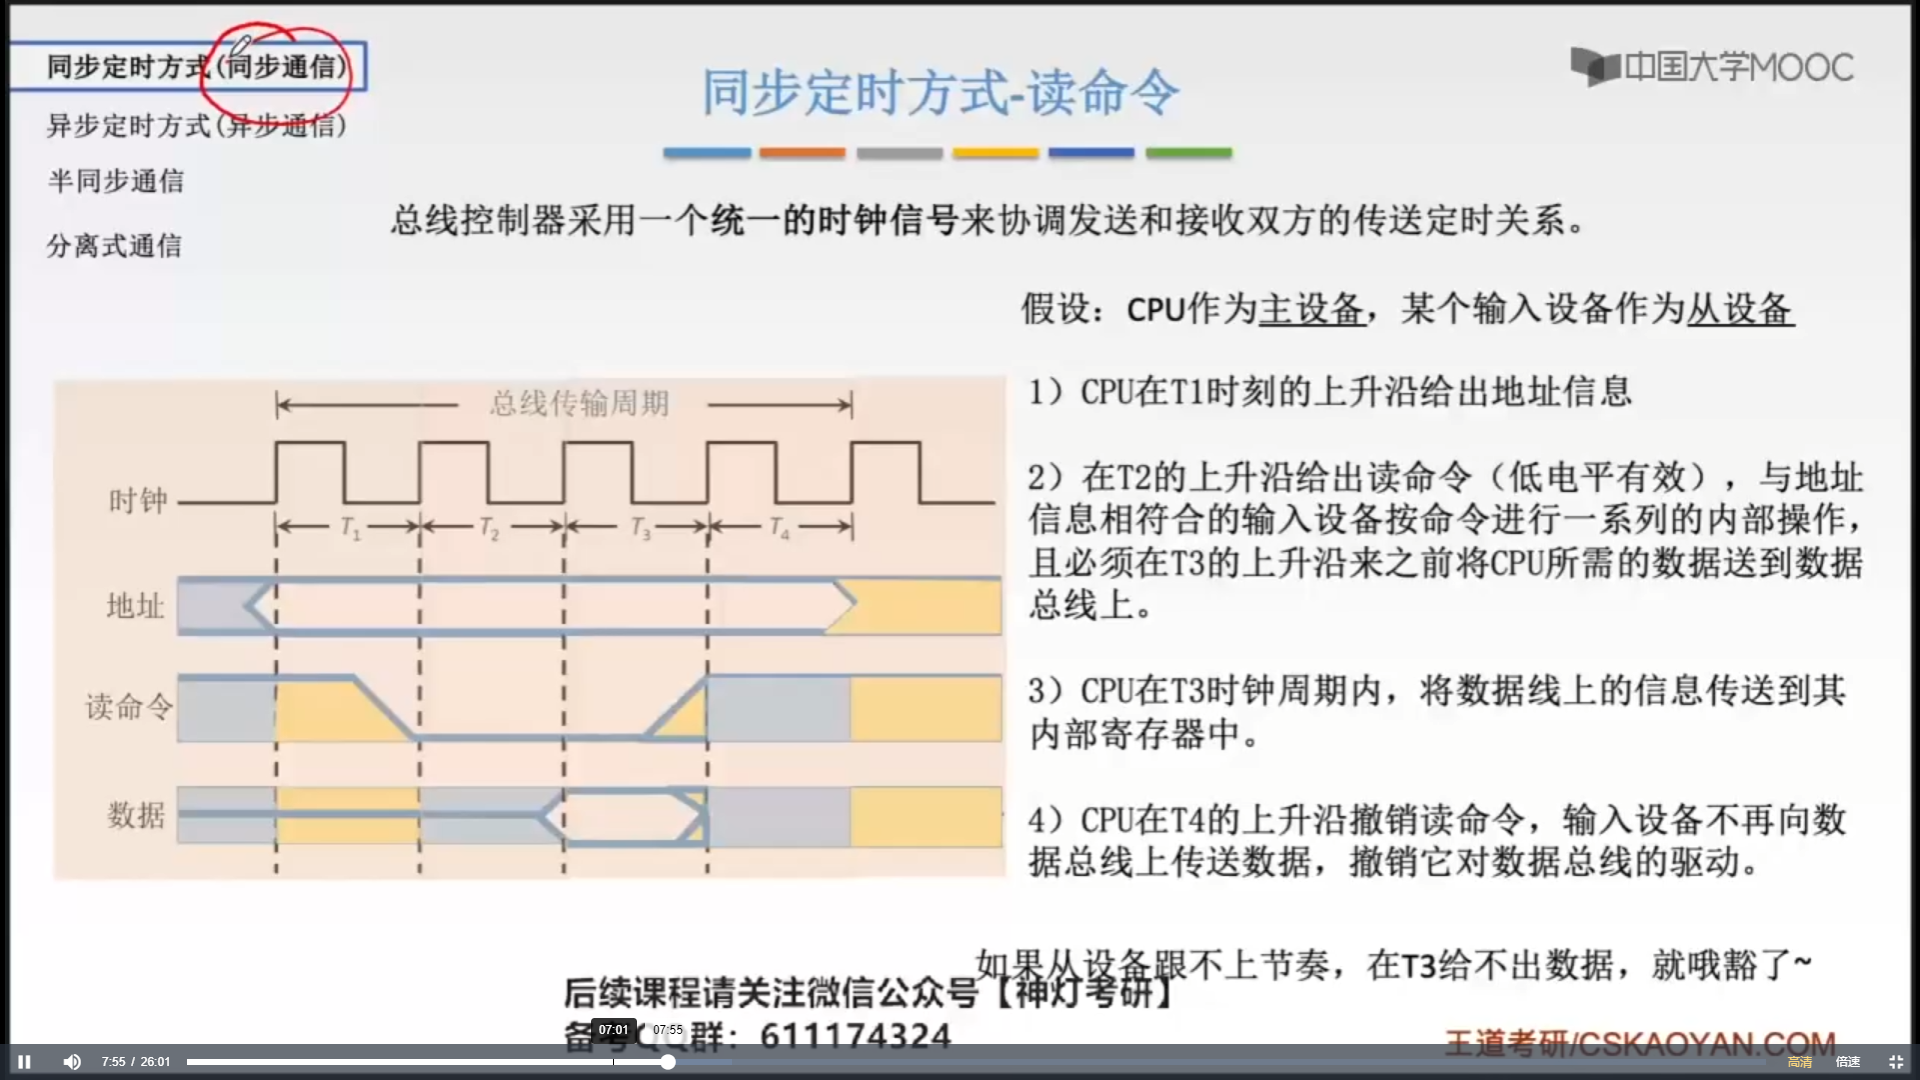 同步定时方式(同步通信)
异步定时方式(异步通信)
半同步通信
分离式通信
同步定时方式-读命令
中国大学MOOC
总线控制器采用一个统一的时钟信号来协调发送和接收双方的传送定时关系。
假设：CPU作为主设备，某个输入设备作为从设备
总线传输周期
时钟
T1
T2
T3
T4
地址
读命令
数据
1）CPU在T1时刻的上升沿给出地址信息
2）在T2的上升沿给出读命令（低电平有效），与地址
信息相符合的输入设备按命令进行一系列的内部操作，
且必须在T3的上升沿来之前将CPU所需的数据送到数据
总线上。
3）CPU在T3时钟周期内，将数据线上的信息传送到其
内部寄存器中。
4）CPU在T4的上升沿撤销读命令，输入设备不再向数
据总线上传送数据，撤销它对数据总线的驱动。
如果从设备跟不上节奏，在T3给不出数据，就哦豁了~
后续课程请关注微信公众号【神灯考研】
备考QQ群：611174324
07:01
07:55
王道考研/CSKAOYAN.COM
7:55 / 26:01
高清
倍速